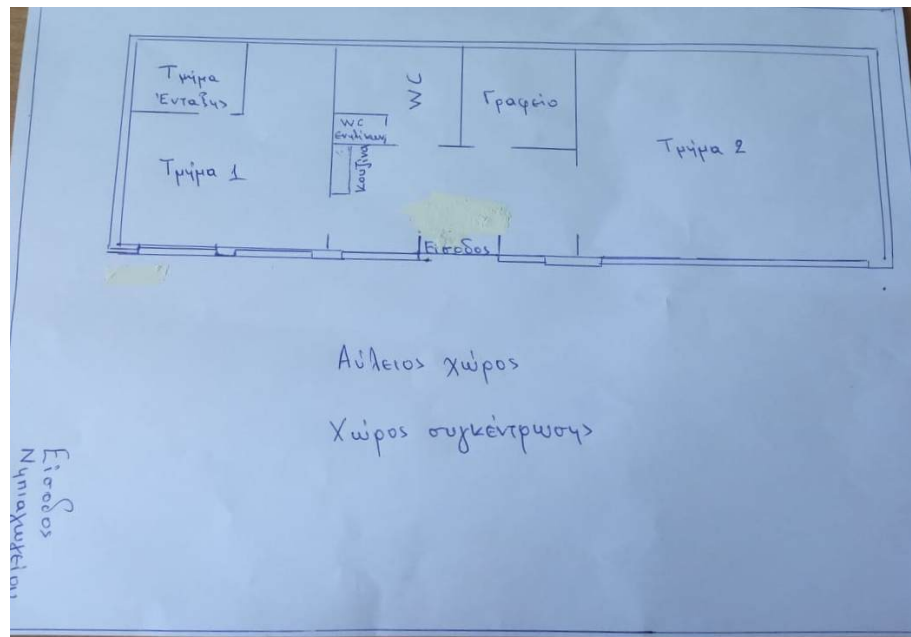 Τμήμα
Ένταξης
WC
Γραφείο
WC
ενηλίκων
Κουζίνα
Τμήμα 1
Τμήμα 2
Είσοδος
Αύλειος χώρος
Χώρος συγκέντρωσης
Είσοδος
Νηπιαγωγείου